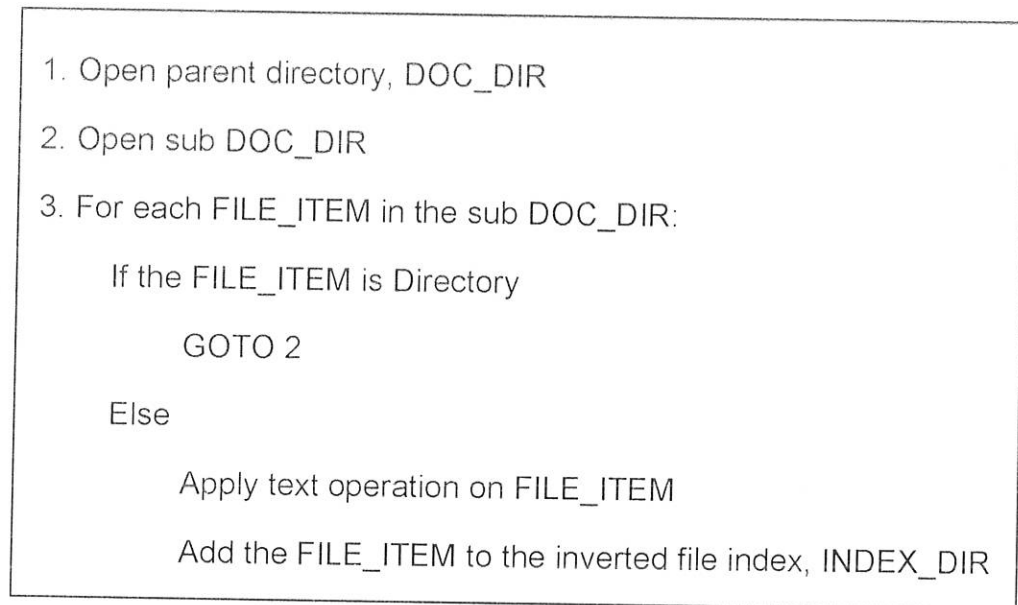 1. Open parent directory, DOC_DIR
2. Open sub DOC_DIR
3. For each FILE_ITEM in the sub DOC_DIR:
If the FILE_ITEM is Directory
GOTO 2
Else
Apply text operation on FILE_ITEM
Add the FILE_ITEM to the inverted file index, INDEX_DIR